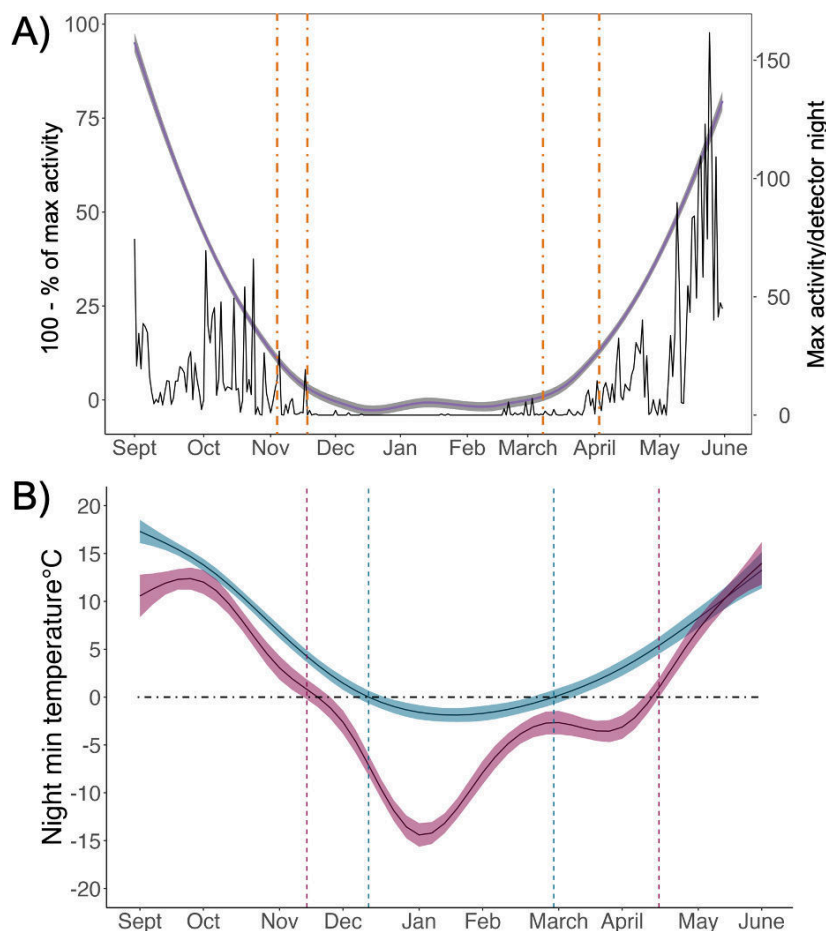 A)
100 - % of max activity
100
75
50
25
0
150
100
50
0
Max activity/detector night
Sept Oct Nov Dec Jan Feb March April May June
B)
Night min temperature°C
20
15
10
5
0
-5
-10
-15
-20
Sept Oct Nov Dec Jan Feb March April May June